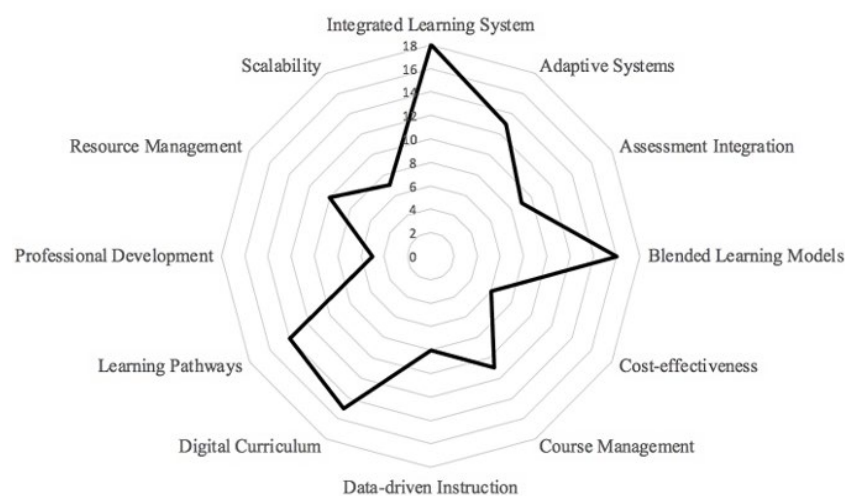 Integrated Learning System
18
Scalability
Adaptive Systems
16
14
12
Resource Management
Assessment Integration
10
8
6
4
2
Professional Development
0
Blended Learning Models
Learning Pathways
Cost-effectiveness
Digital Curriculum
Course Management
Data-driven Instruction